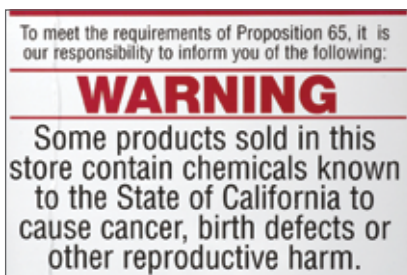 To meet the requirements of Proposition 65, it is
our responsibility to inform you of the following:
WARNING
Some products sold in this
store contain chemicals known
to the State of California to
cause cancer, birth defects or
other reproductive harm.